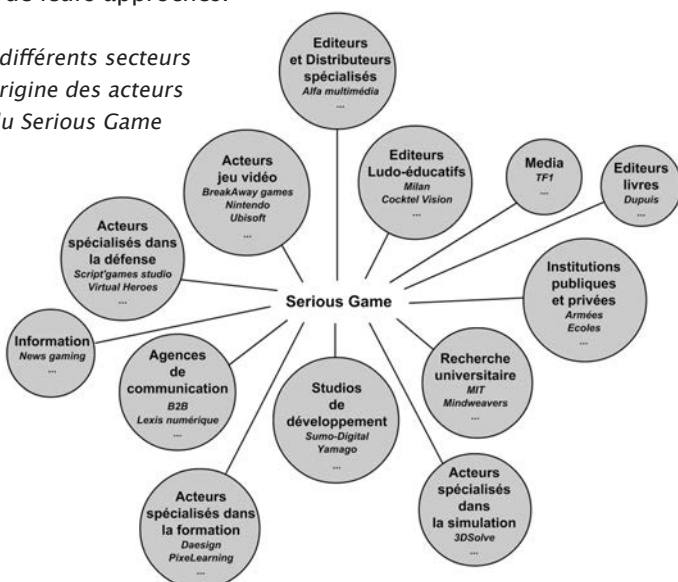 de leurs approches.
différents secteurs
rigine des acteurs
du Serious Game
Editeurs
et Distributeurs
spécialisés
Alfa multimédia
...
Acteurs
jeu vidéo
BreakAway games
Nintendo
Ubisoft
...
Editeurs
Ludo-éducatifs
Milan
Cocktel Vision
...
Media
TF1
...
Editeurs
livres
Dupuis
...
Acteurs
spécialisés dans
la défense
Script'games studio
Virtual Heroes
...
Serious Game
Institutions
publiques
et privées
Armées
Ecoles
...
Information
News gaming
...
Agences
de
communication
B2B
Lexis numérique
...
Studios
de
développement
Sumo-Digital
Yamago
...
Recherche
universitaire
MIT
Mindweavers
...
Acteurs
spécialisés dans
la formation
Daesign
PixeLearning
...
Acteurs
spécialisés
dans
la simulation
3DSolve
...